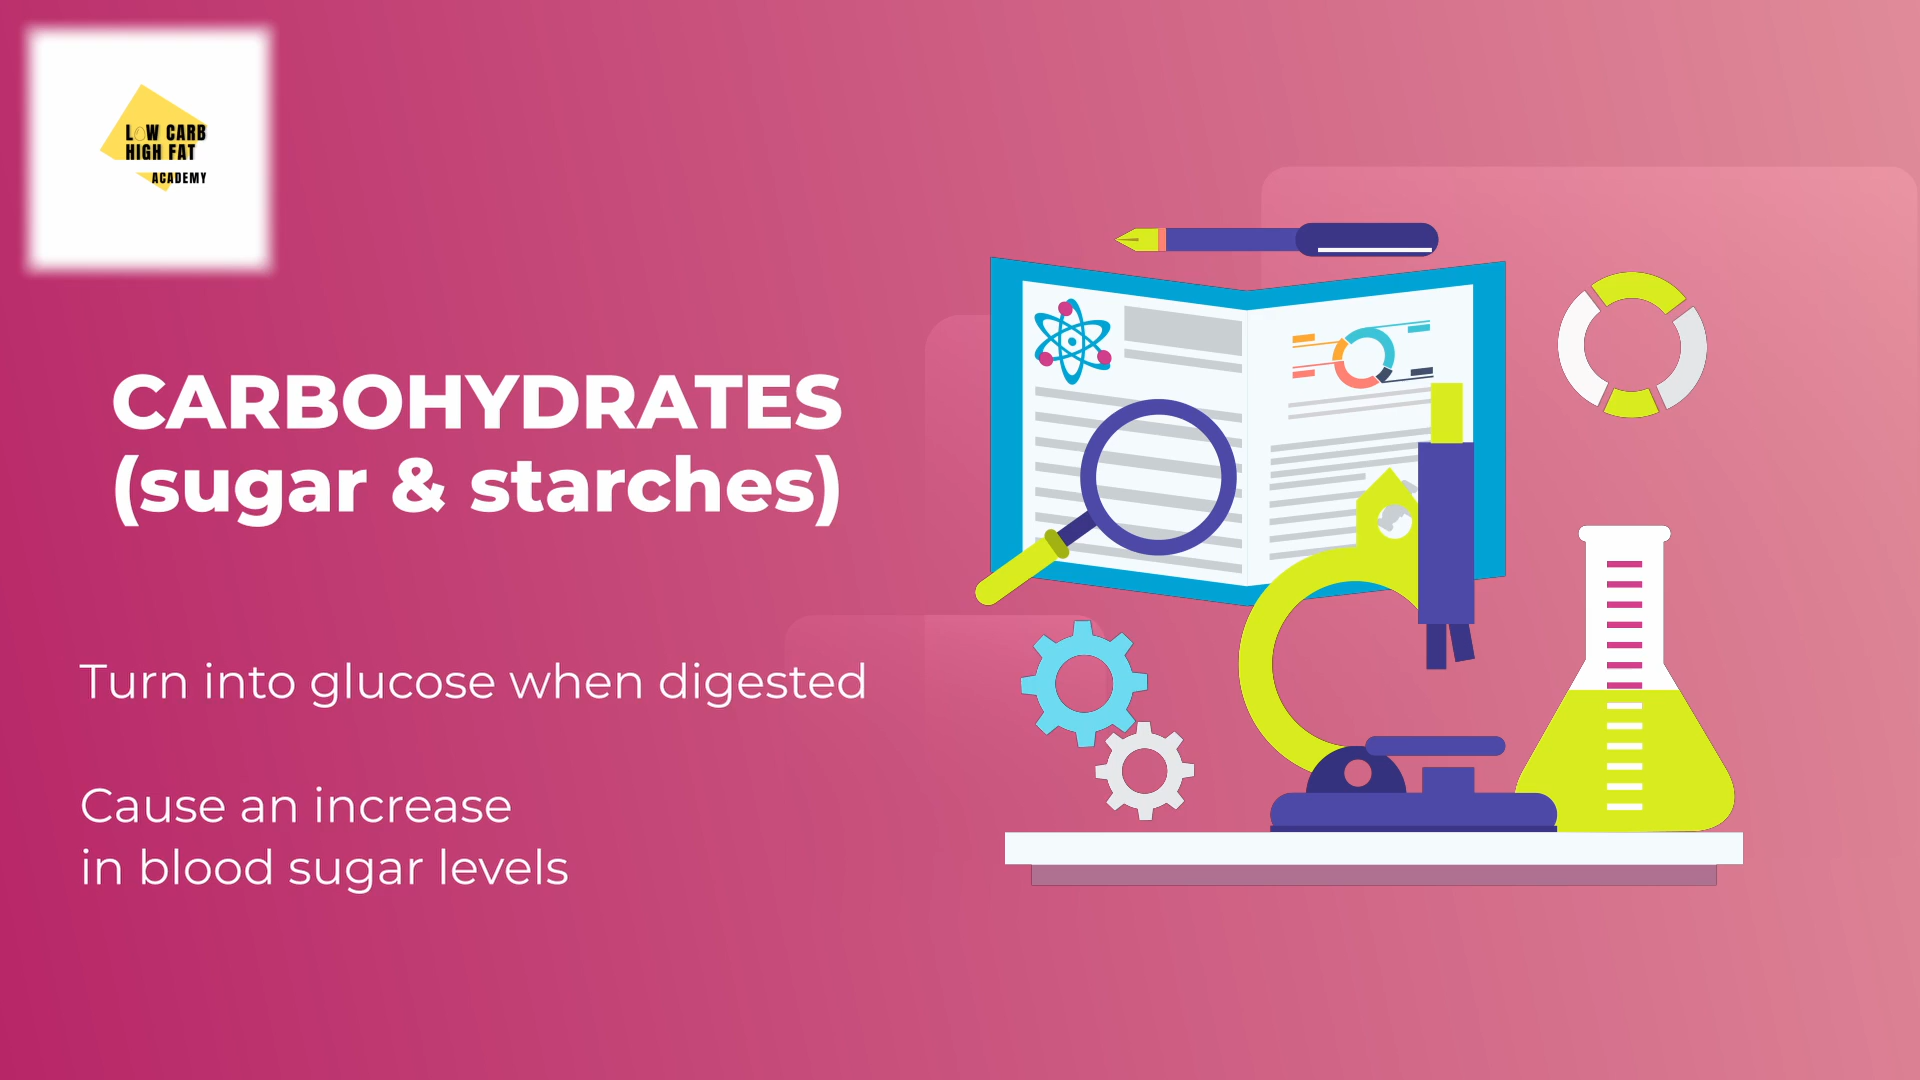 LOW CARB
HIGH FAT
ACADEMY
CARBOHYDRATES
(sugar & starches)
Turn into glucose when digested
Cause an increase
in blood sugar levels